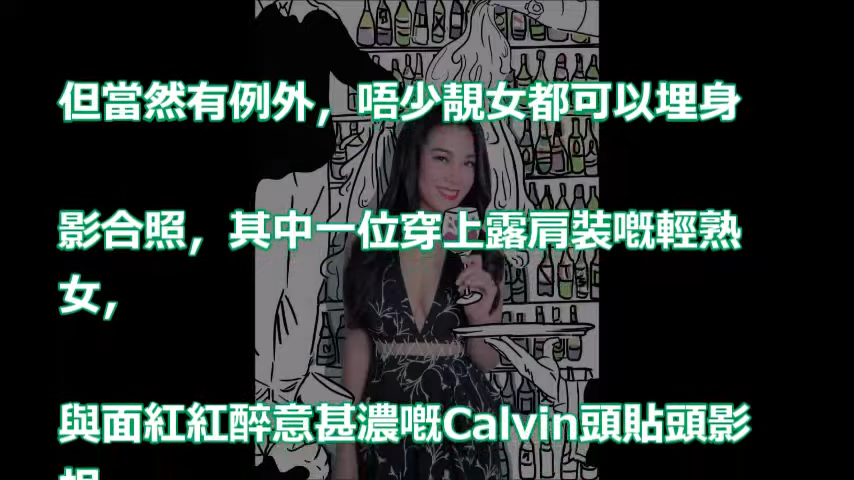 但當然有例外，唔少靚女都可以埋身
影合照，其中一位穿上露肩裝嘅輕熟
女，
與面紅紅醉意甚濃嘅Calvin頭貼頭影